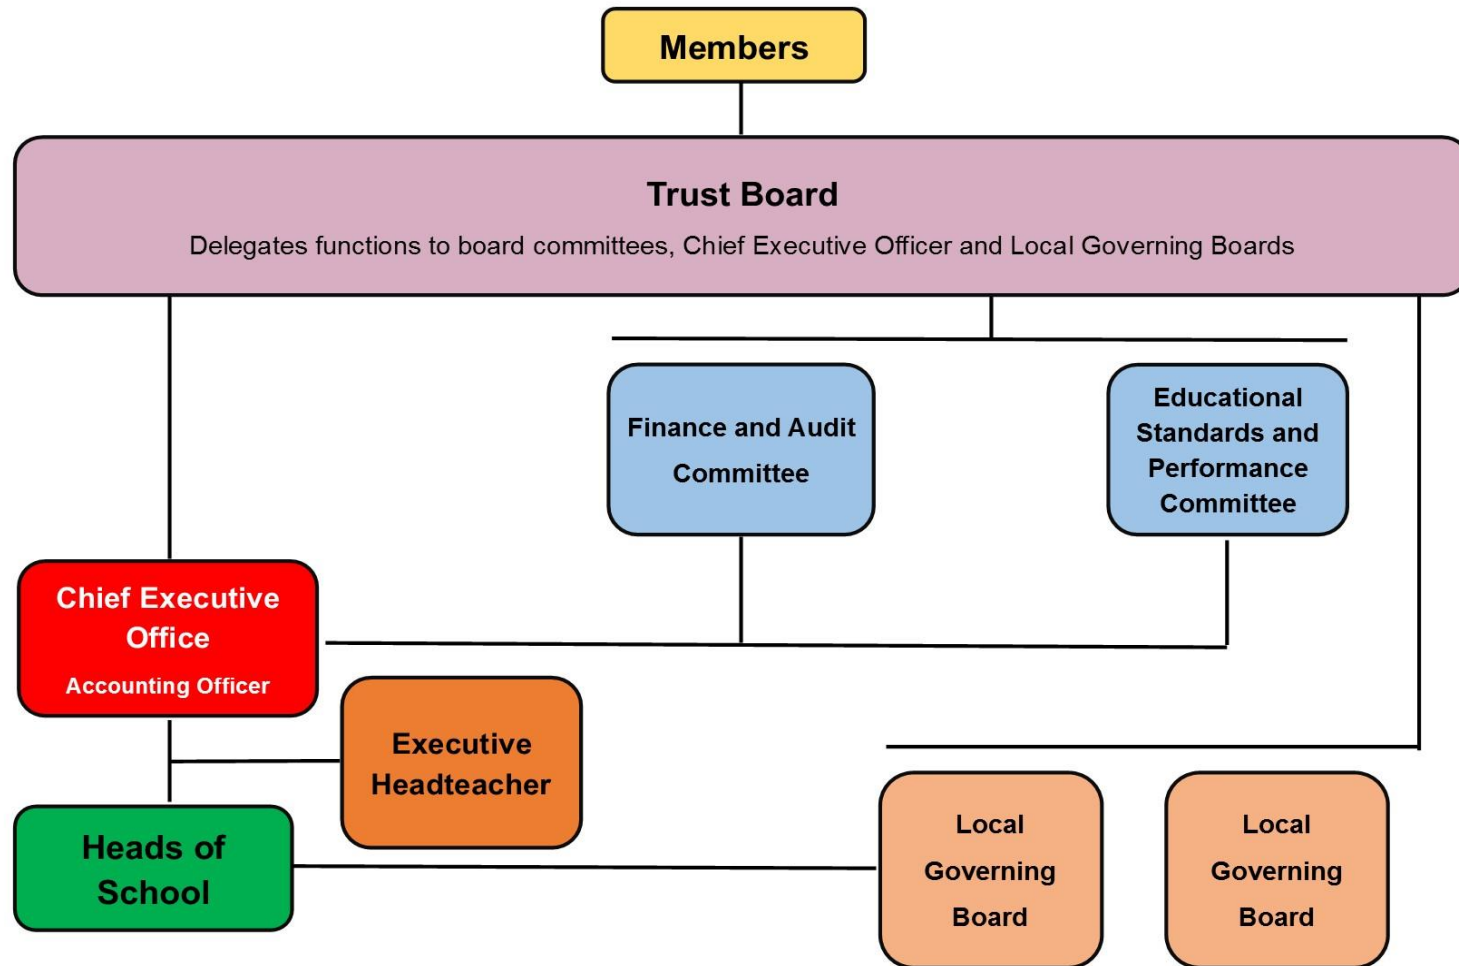 Members
Trust Board
Delegates functions to board committees, Chief Executive Officer and Local Governing Boards
Finance and Audit
Committee
Educational
Standards and
Performance
Committee
Chief Executive
Office
Accounting Officer
Executive
Headteacher
Heads of
School
Local
Governing
Board
Local
Governing
Board